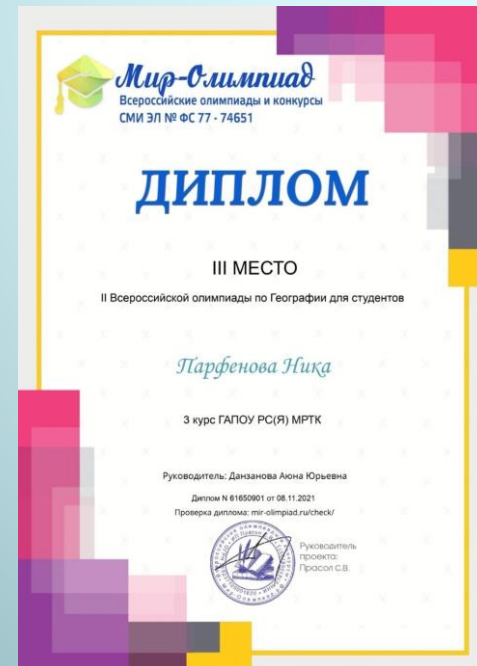 Мир-Олимпиад
Всероссийские олимпиады и конкурсы
СМИ ЭЛ № ФС 77 - 74651
ДИПЛОМ
III МЕСТО
II Всероссийской олимпиады по Географии для студентов
Парфенова Ника
3 курс ГАПОУ РС(Я) МРТК
Руководитель: Данзанова Аюна Юрьевна
Диплом N 61650901 от 08.11.2021
Проверка диплома: mir-olimpiad.ru/check/
Руководитель
проекта:
Прасол С.В.